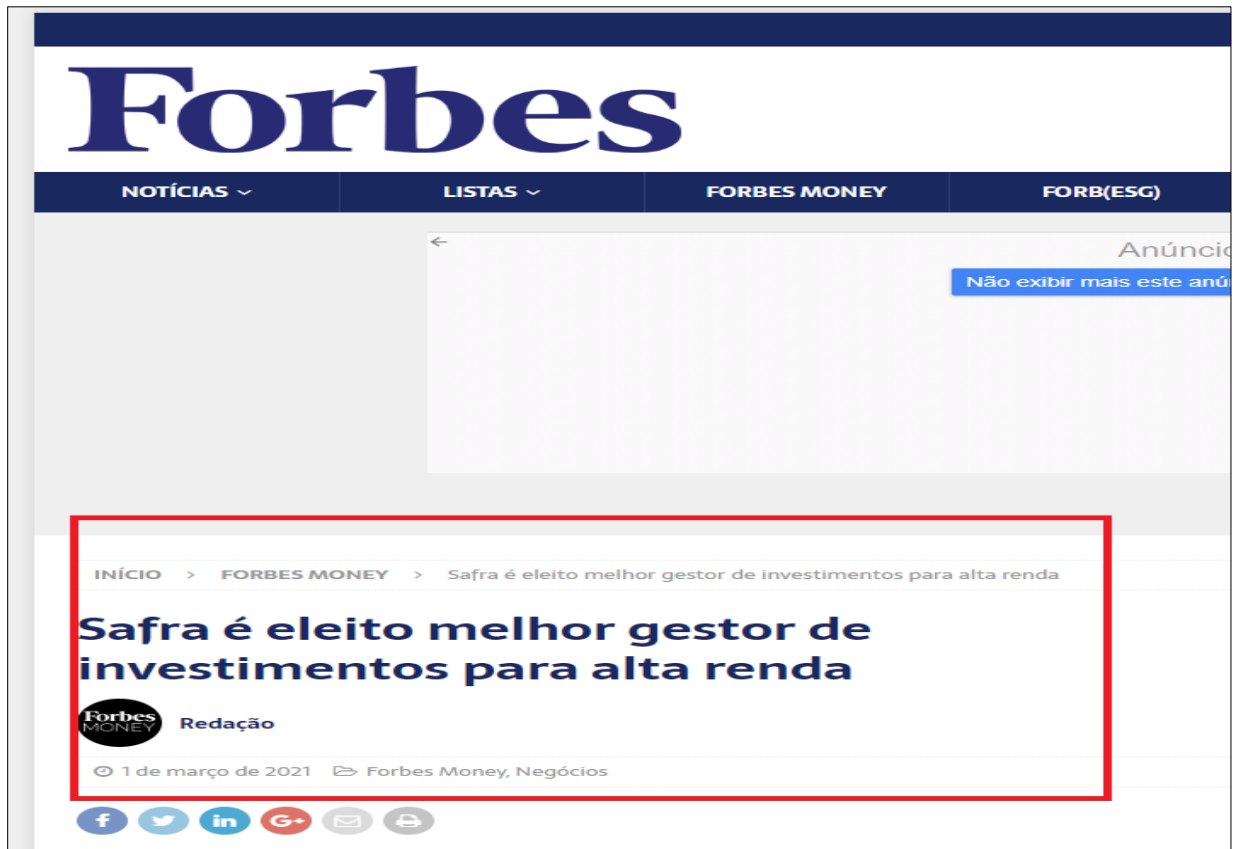 Forbes
NOTÍCIAS LISTAS FORBES MONEY FORB(ESG)
Anúncio
Não exibir mais este anú
INÍCIO > FORBES MONEY > Safra é eleito melhor gestor de investimentos para alta renda
Safra é eleito melhor gestor de
investimentos para alta renda
Forbes
MONEY
Redação
1 de março de 2021 Forbes Money, Negócios
f in G+